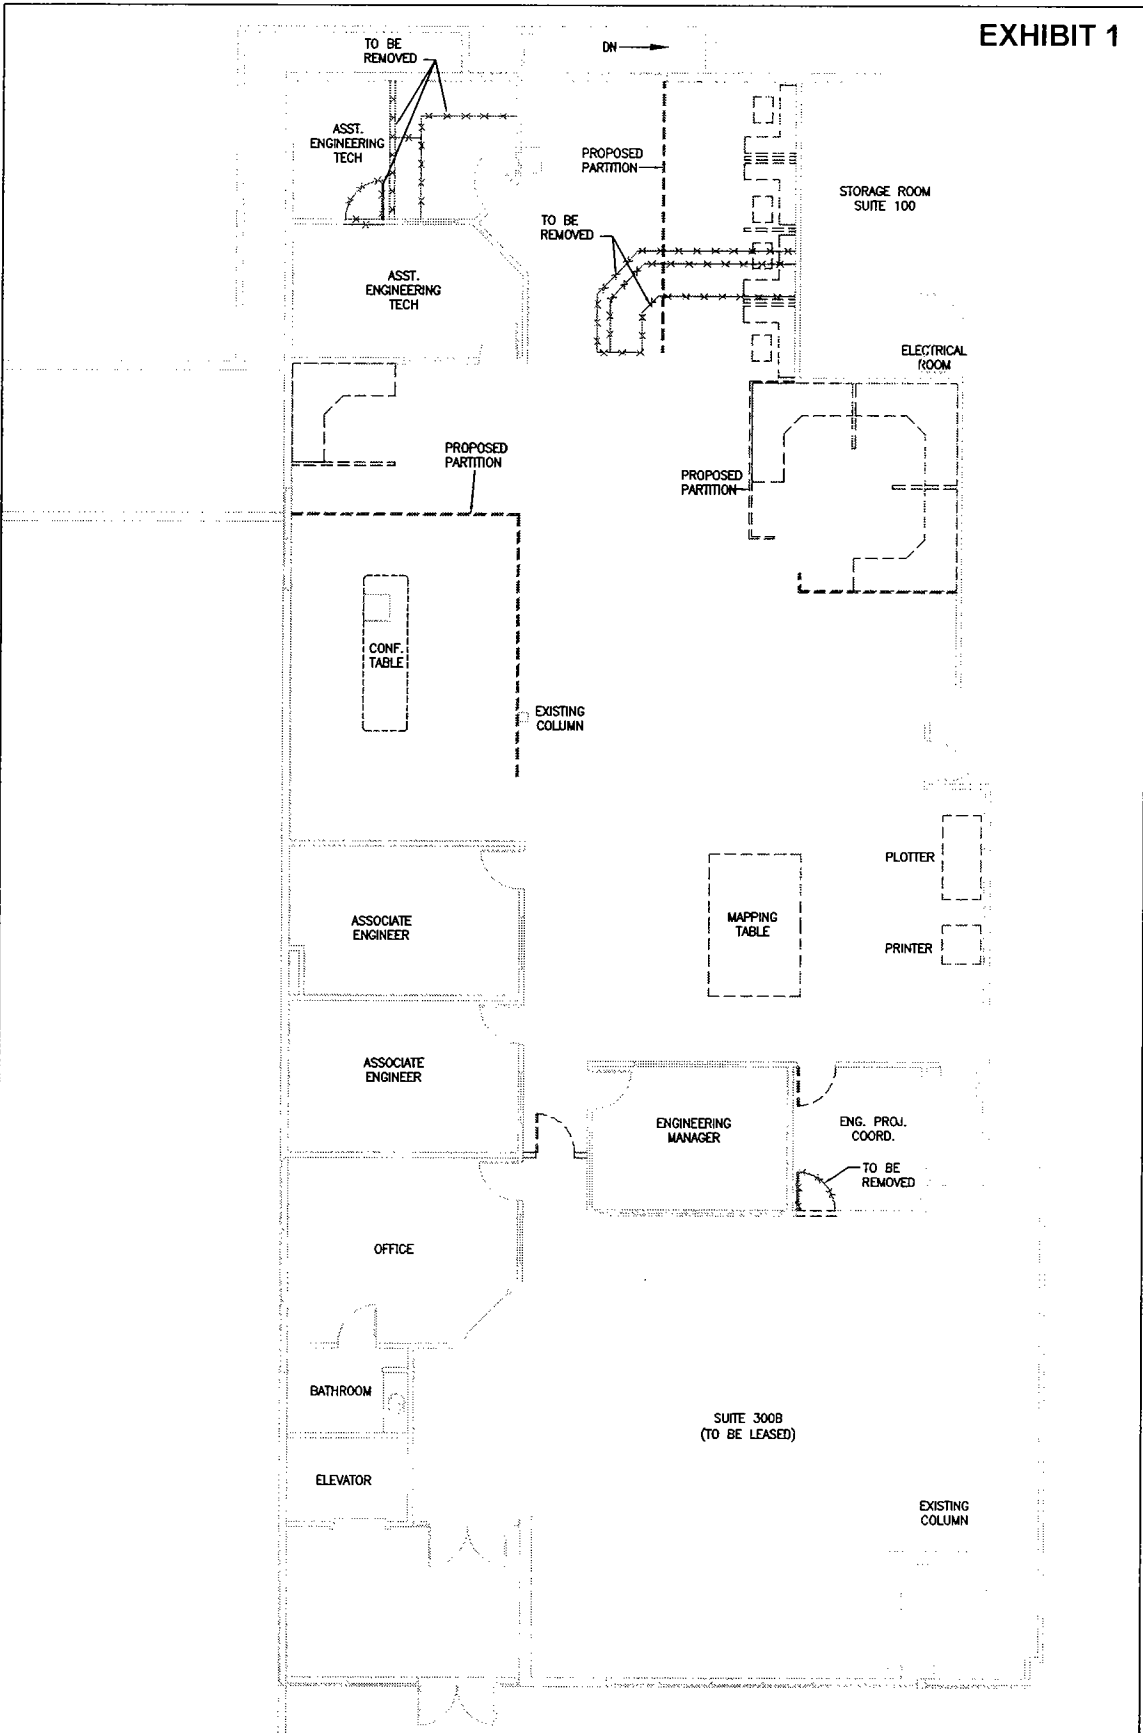 EXHIBIT 1
TO BE
REMOVED
DN
ASST.
ENGINEERING
TECH
PROPOSED
PARTITION
STORAGE ROOM
SUITE 100
TO BE
REMOVED
ASST.
ENGINEERING
TECH
ELECTRICAL
ROOM
PROPOSED
PARTITION
PROPOSED
PARTITION
CONF.
TABLE
EXISTING
COLUMN
PLOTTER
ASSOCIATE
ENGINEER
MAPPING
TABLE
PRINTER
ASSOCIATE
ENGINEER
ENGINEERING
MANAGER
ENG. PROJ.
COORD.
TO BE
REMOVED
OFFICE
BATHROOM
SUITE 300B
(TO BE LEASED)
ELEVATOR
EXISTING
COLUMN